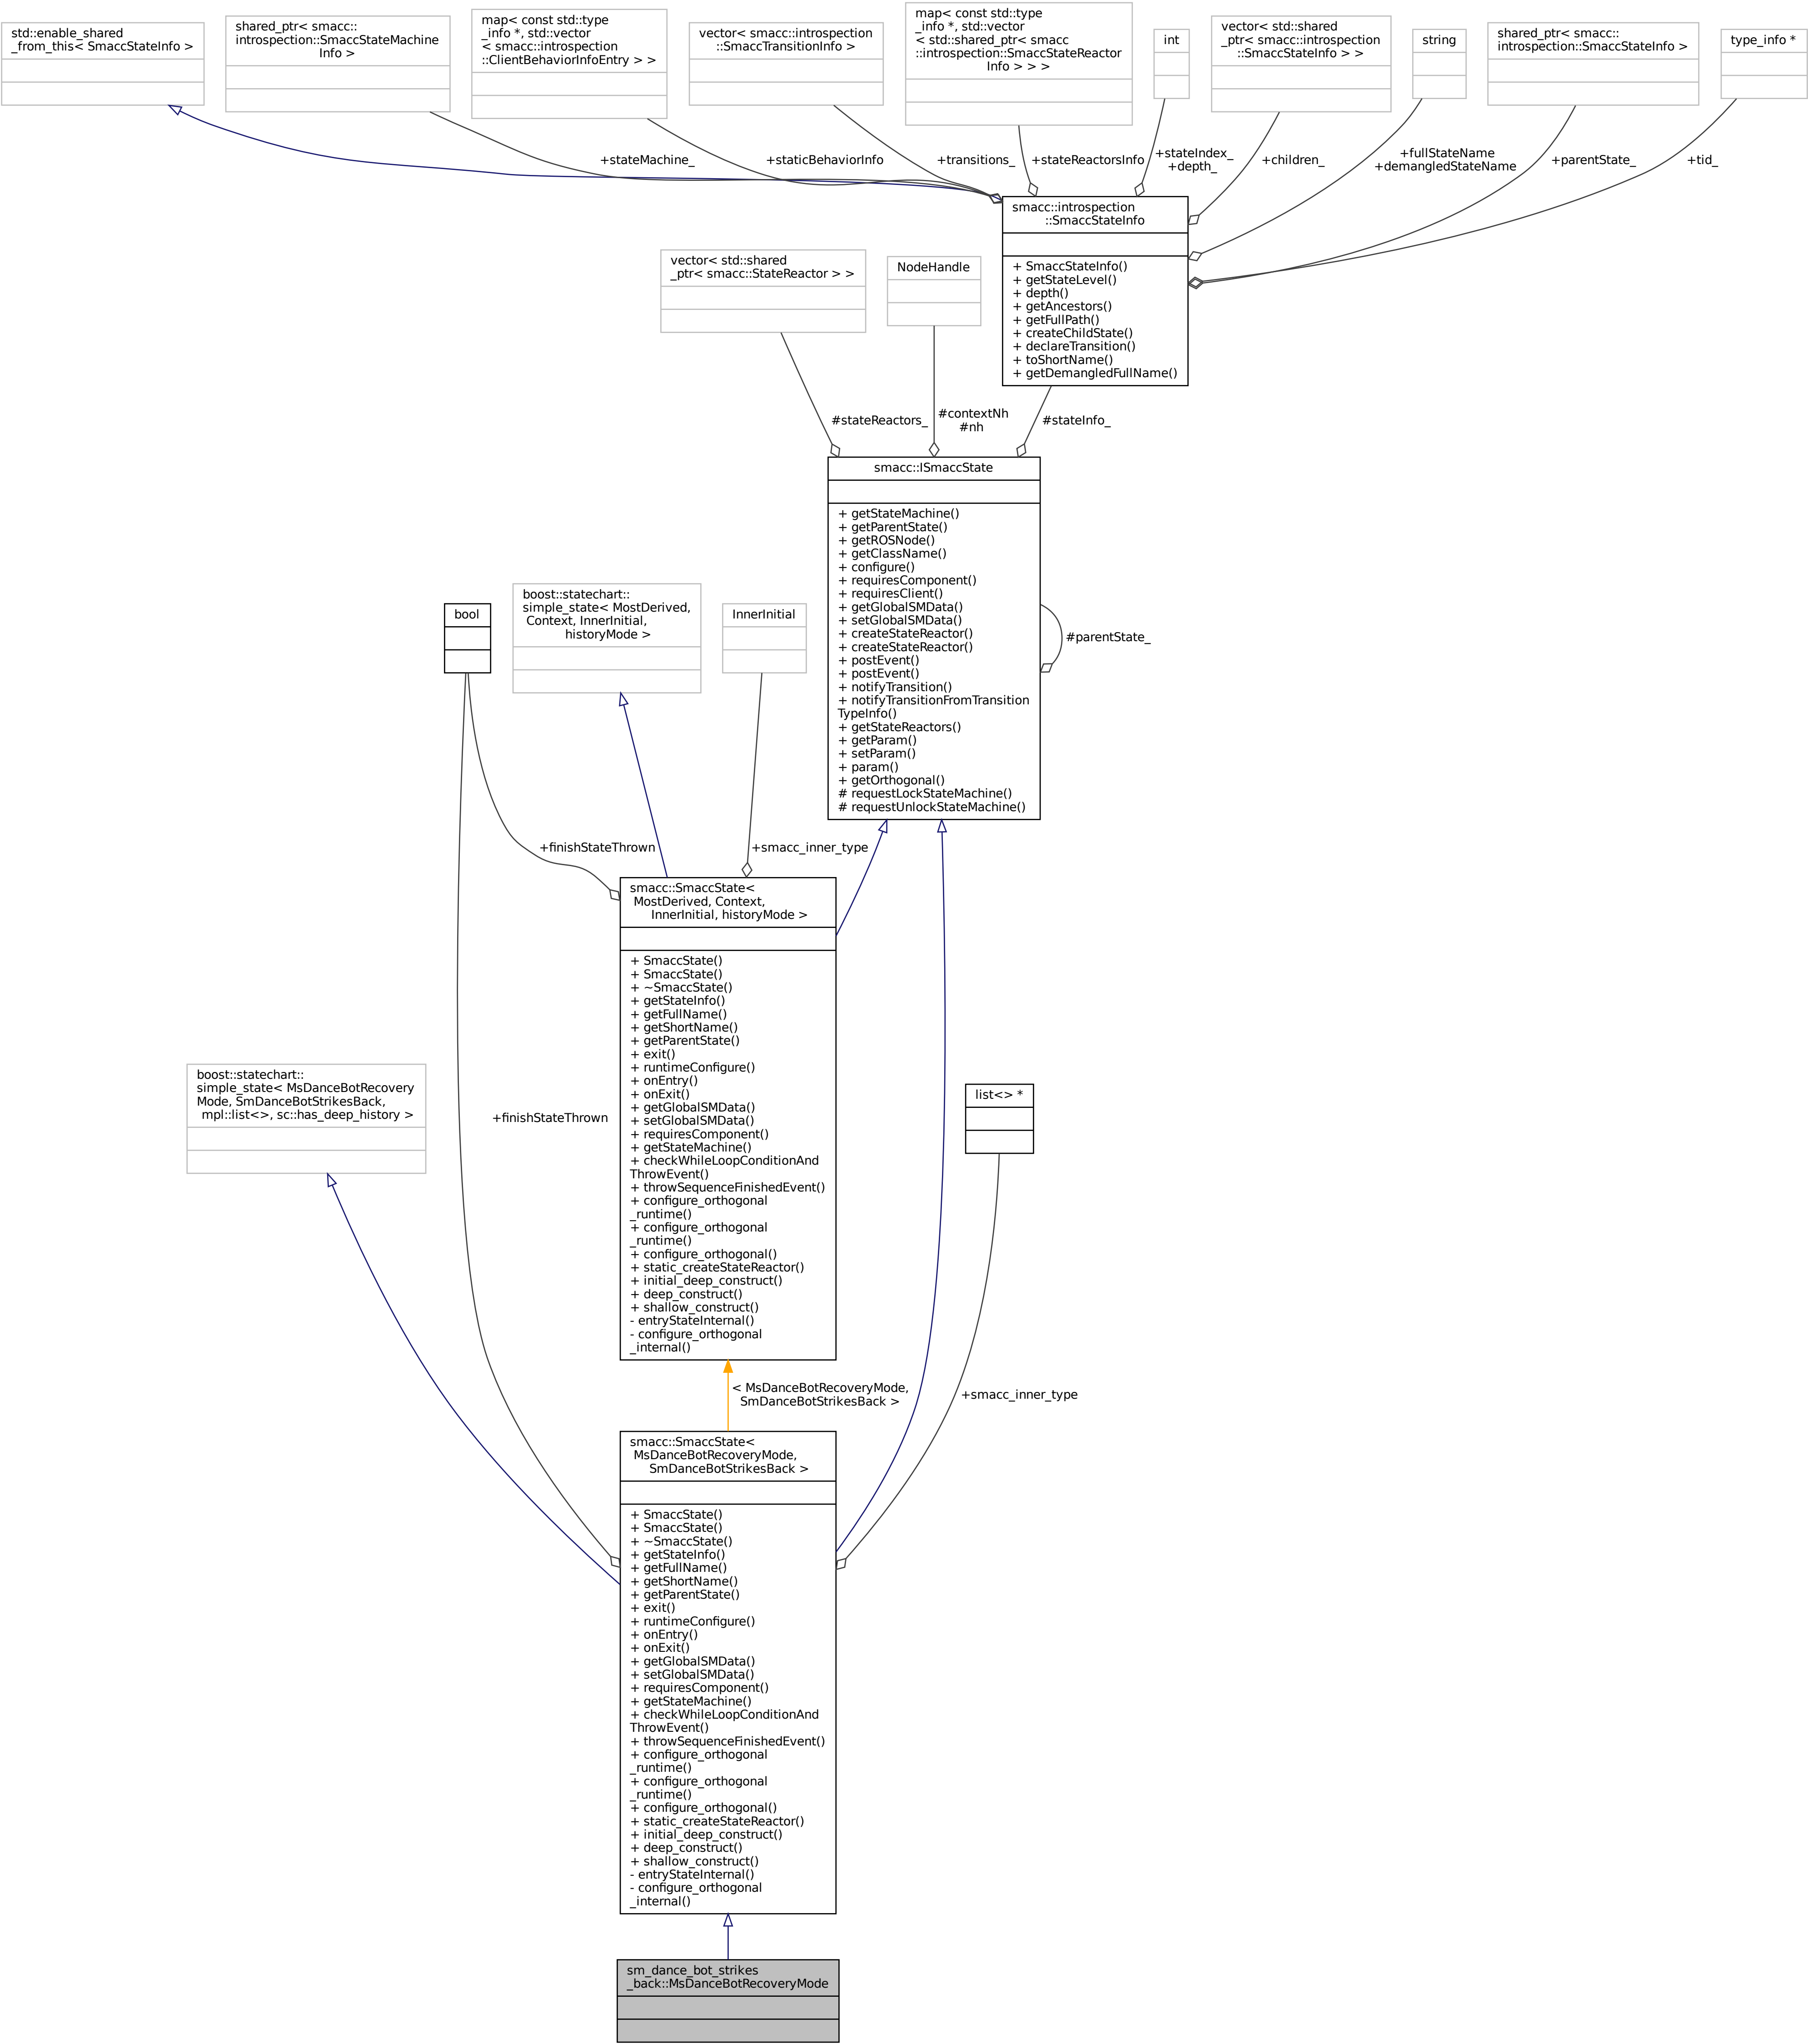 std::enable_shared
_from_this< SmaccStateInfo >
shared_ptr< smacc::
introspection::SmaccStateMachine
Info >
map< const std::type
_info *, std::vector
< smacc::introspection
::ClientBehaviorInfoEntry > >
vector< smacc::introspection
::SmaccTransitionInfo >
map< const std::type
_info *, std::vector
< std::shared_ptr< smacc
::introspection::SmaccStateReactor
Info > > >
int
vector< std::shared
_ptr< smacc::introspection
::SmaccStateInfo > >
string
shared_ptr< smacc::
introspection::SmaccStateInfo >
type_info *
+stateMachine_
+staticBehaviorInfo
+transitions_
+stateReactorsInfo
+stateIndex_
+depth_
+children_
+fullStateName
+demangledStateName
+parentState_
+tid_
smacc::introspection
::SmaccStateInfo
+ SmaccStateInfo()
+ getStateLevel()
+ depth()
+ getAncestors()
+ getFullPath()
+ createChildState()
+ declareTransition()
+ toShortName()
+ getDemangledFullName()
vector< std::shared
_ptr< smacc::StateReactor > >
NodeHandle
#stateReactors_
#contextNh
#nh
#stateInfo_
smacc::ISmaccState
+ getStateMachine()
+ getParentState()
+ getROSNode()
+ getClassName()
+ configure()
+ requiresComponent()
+ requiresClient()
+ getGlobalSMData()
+ setGlobalSMData()
+ createStateReactor()
+ createStateReactor()
+ postEvent()
+ postEvent()
+ notifyTransition()
+ notifyTransitionFromTransition
TypeInfo()
+ getStateReactors()
+ getParam()
+ setParam()
+ param()
+ getOrthogonal()
# requestLockStateMachine()
# requestUnlockStateMachine()
#parentState_
bool
boost::statechart::
simple_state< MostDerived,
Context, InnerInitial,
historyMode >
InnerInitial
+finishStateThrown
+smacc_inner_type
smacc::SmaccState<
MostDerived, Context,
InnerInitial, historyMode >
+ SmaccState()
+ SmaccState()
+ ~SmaccState()
+ getStateInfo()
+ getFullName()
+ getShortName()
+ getParentState()
+ exit()
+ runtimeConfigure()
+ onEntry()
+ onExit()
+ getGlobalSMData()
+ setGlobalSMData()
+ requiresComponent()
+ getStateMachine()
+ checkWhileLoopConditionAnd
ThrowEvent()
+ throwSequenceFinishedEvent()
+ configure_orthogonal
_runtime()
+ configure_orthogonal
_runtime()
+ configure_orthogonal()
+ static_createStateReactor()
+ initial_deep_construct()
+ deep_construct()
+ shallow_construct()
- entryStateInternal()
- configure_orthogonal
_internal()
boost::statechart::
simple_state< MsDanceBotRecovery
Mode, SmDanceBotStrikesBack,
mpl::list<>, sc::has_deep_history >
+finishStateThrown
list<> *
< MsDanceBotRecoveryMode,
SmDanceBotStrikesBack >
+smacc_inner_type
smacc::SmaccState<
MsDanceBotRecoveryMode,
SmDanceBotStrikesBack >
+ SmaccState()
+ SmaccState()
+ ~SmaccState()
+ getStateInfo()
+ getFullName()
+ getShortName()
+ getParentState()
+ exit()
+ runtimeConfigure()
+ onEntry()
+ onExit()
+ getGlobalSMData()
+ setGlobalSMData()
+ requiresComponent()
+ getStateMachine()
+ checkWhileLoopConditionAnd
ThrowEvent()
+ throwSequenceFinishedEvent()
+ configure_orthogonal
_runtime()
+ configure_orthogonal
_runtime()
+ configure_orthogonal()
+ static_createStateReactor()
+ initial_deep_construct()
+ deep_construct()
+ shallow_construct()
- entryStateInternal()
- configure_orthogonal
_internal()
sm_dance_bot_strikes
_back::MsDanceBotRecoveryMode